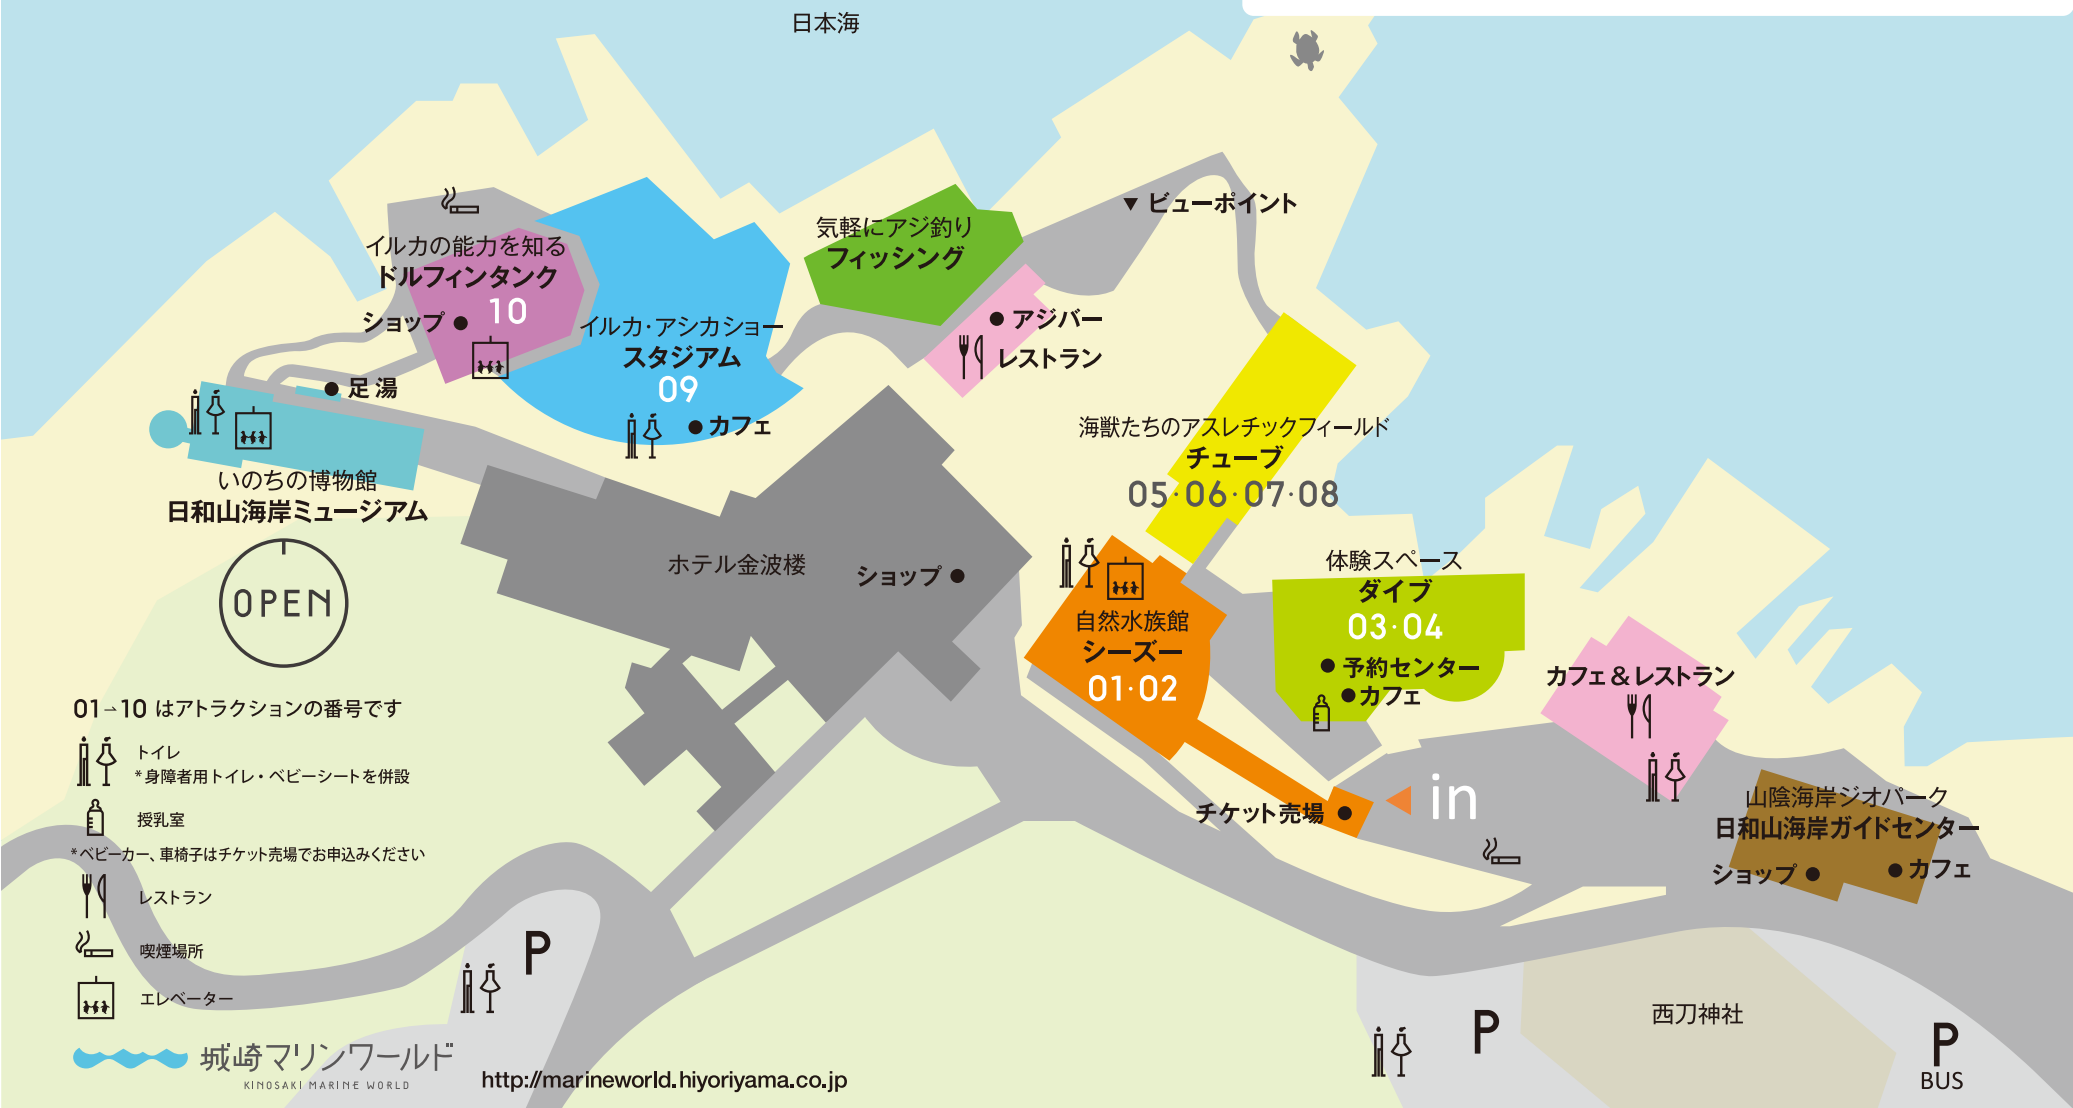 日本海
▼ ビューポイント
イルカの能力を知る
ドルフィンタンク
10
ショップ
気軽にアジ釣り
フィッシング
イルカ・アシカショー
スタジアム
09
カフェ
アジバー
レストラン
足湯
いのちの博物館
日和山海岸ミュージアム
海獣たちのアスレチックフィールド
チューブ
05・06・07・08
OPEN
ホテル金波楼
ショップ
自然水族館
シーズー
01・02
体験スペース
ダイブ
03・04
予約センター
カフェ
カフェ&レストラン
チケット売場
in
山陰海岸ジオパーク
日和山海岸ガイドセンター
ショップ
カフェ
01→10 はアトラクションの番号です
トイレ
*身障者用トイレ・ベビーシートを併設
授乳室
*ベビーカー、車椅子はチケット売場でお申込みください
レストラン
喫煙場所
エレベーター
P
P
西刀神社
P
BUS
城崎マリンワールド
KINOSAKI MARINE WORLD
http://marineworld.hiyoriyama.co.jp